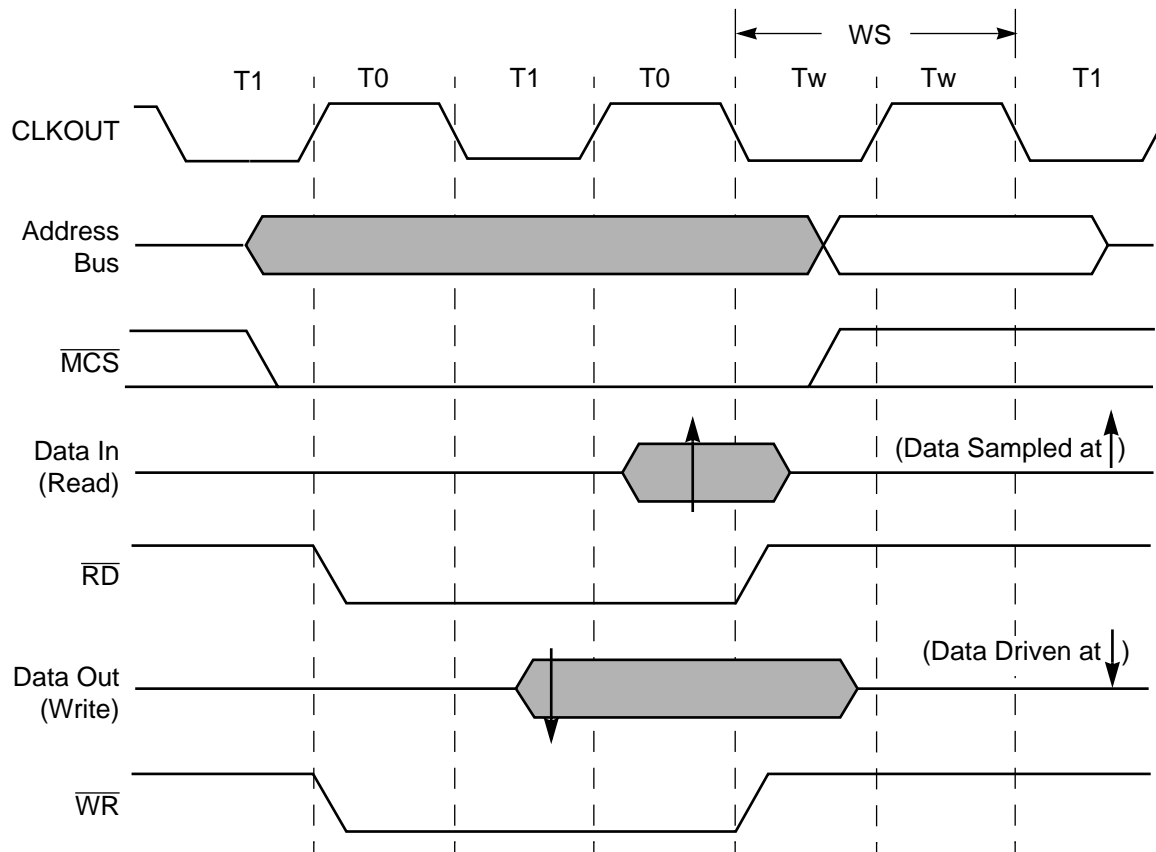 WS
T1 T0 T1 T0 Tw Tw T1
CLKOUT
Address
Bus
MCS
Data In
(Read)
(Data Sampled at )
RD
Data Out
(Write)
(Data Driven at )
WR